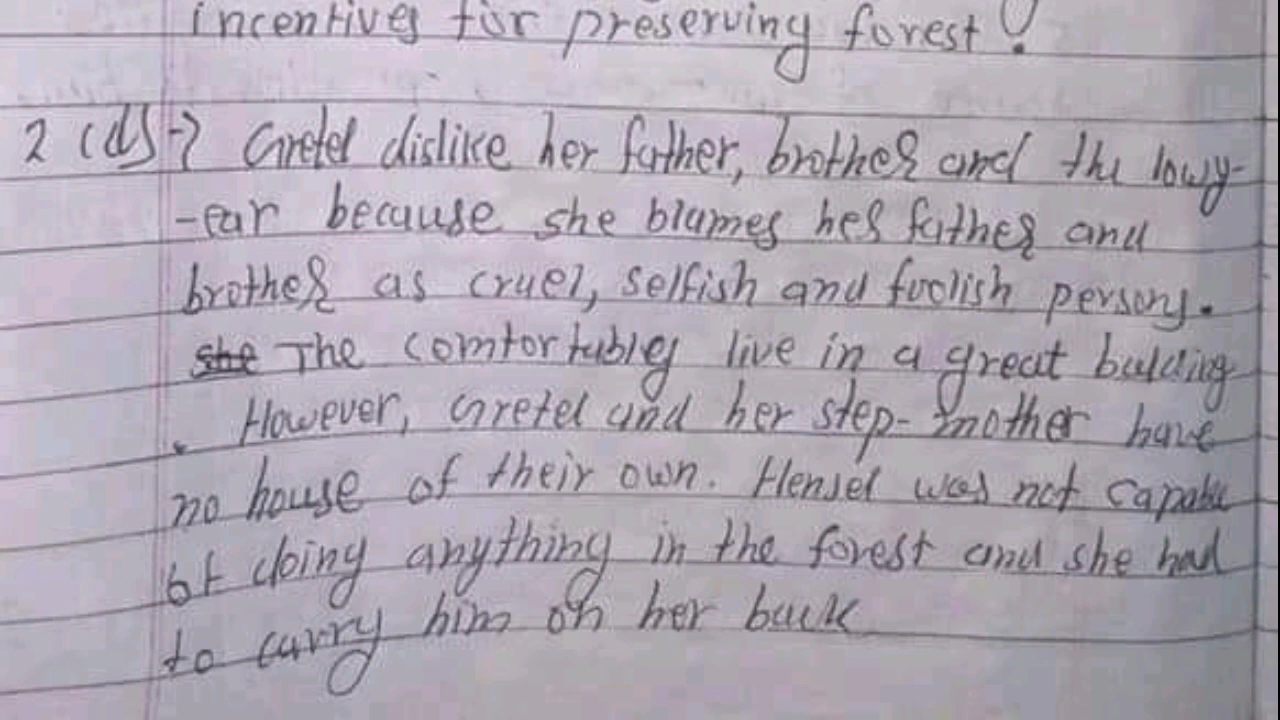 incentives for preserving forest!
2 (d) → Gretel dislike her father, brother and the lawy-
-ear because she blames her father and
brother as cruel, selfish and foolish persons.
she The comfortables live in a great building
. However, Gretel and her step-mother have
no house of their own. Hensel was not capable
of doing anything in the forest and she had
to carry him on her back